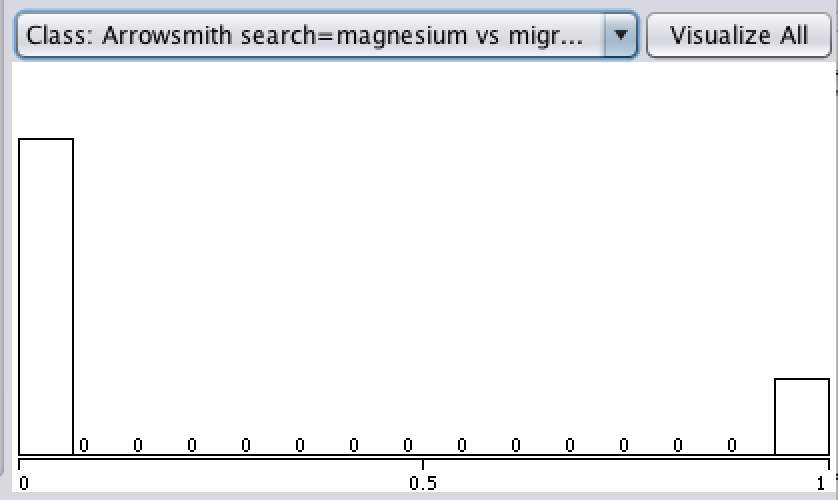 Class: Arrowsmith search=magnesium vs migr... Visualize All
0 0 0 0 0 0 0 0 0 0 0 0 0
0 0.5 1